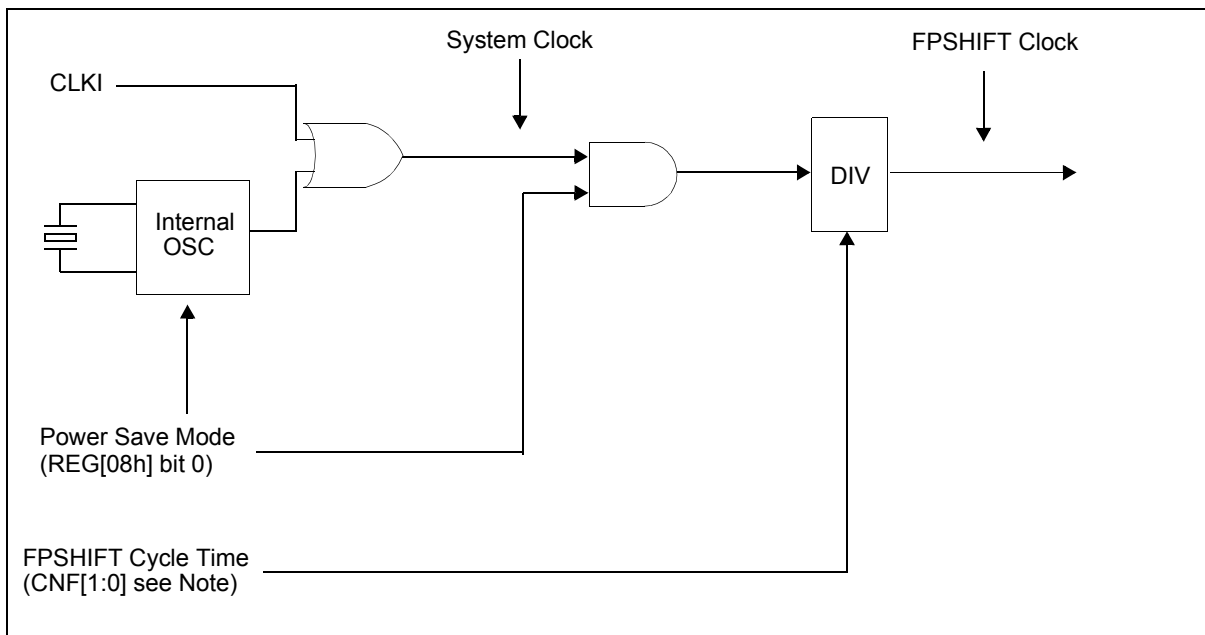 System Clock
FPSHIFT Clock
CLKI
DIV
Internal
OSC
Power Save Mode
(REG[08h] bit 0)
FPSHIFT Cycle Time
(CNF[1:0] see Note)